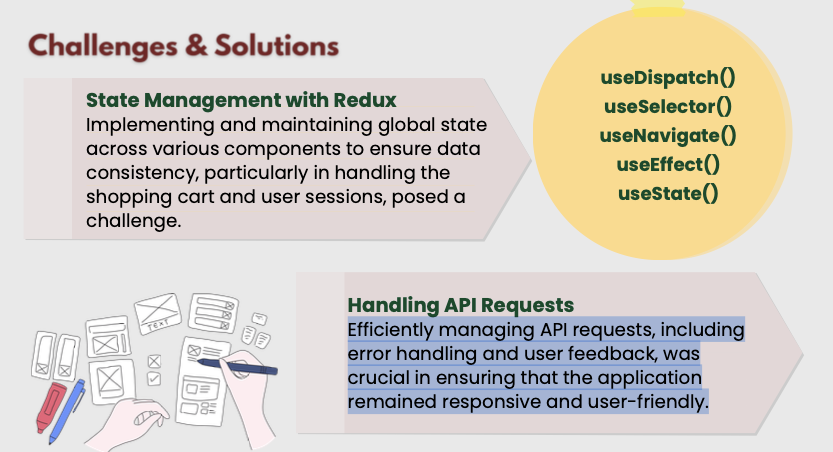 Challenges & Solutions
State Management with Redux
Implementing and maintaining global state
across various components to ensure data
consistency, particularly in handling the
shopping cart and user sessions, posed a
challenge.
useDispatch()
useSelector()
useNavigate()
useEffect()
useState()
TEXT
Handling API Requests
Efficiently managing API requests, including
error handling and user feedback, was
crucial in ensuring that the application
remained responsive and user-friendly.